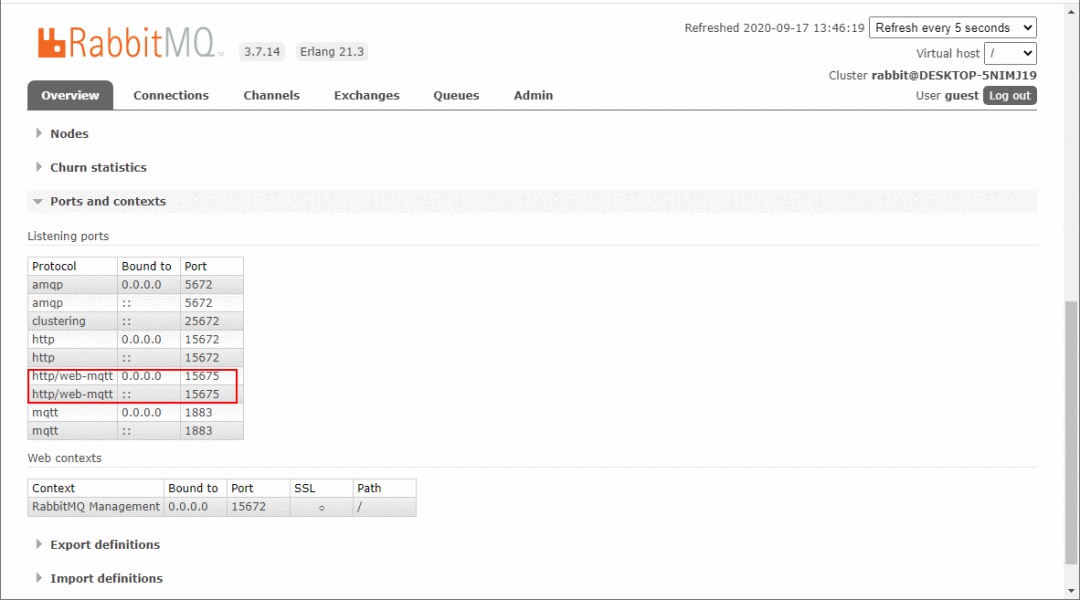 Refreshed 2020-09-17 13:46:19 Refresh every 5 seconds
RabbitMQ TM 3.7.14 Erlang 21.3
Virtual host /
Cluster rabbit@DESKTOP-5NIMJ19
Overview Connections Channels Exchanges Queues Admin
User guest Log out
Nodes
Churn statistics
Ports and contexts
Listening ports
Protocol Bound to Port
amqp 0.0.0.0 5672
amqp :: 5672
clustering :: 25672
http 0.0.0.0 15672
http :: 15672
http/web-mqtt 0.0.0.0 15675
http/web-mqtt :: 15675
mqtt 0.0.0.0 1883
mqtt :: 1883
Web contexts
Context Bound to Port SSL Path
RabbitMQ Management 0.0.0.0 15672 ○ /
Export definitions
Import definitions